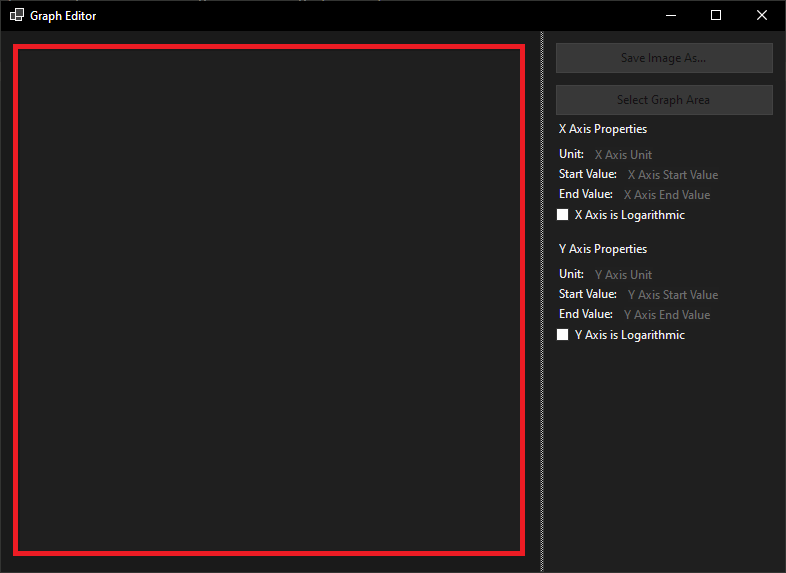 Graph Editor
Save Image As...
Select Graph Area
X Axis Properties
Unit: X Axis Unit
Start Value: X Axis Start Value
End Value: X Axis End Value
X Axis is Logarithmic
Y Axis Properties
Unit: Y Axis Unit
Start Value: Y Axis Start Value
End Value: Y Axis End Value
Y Axis is Logarithmic